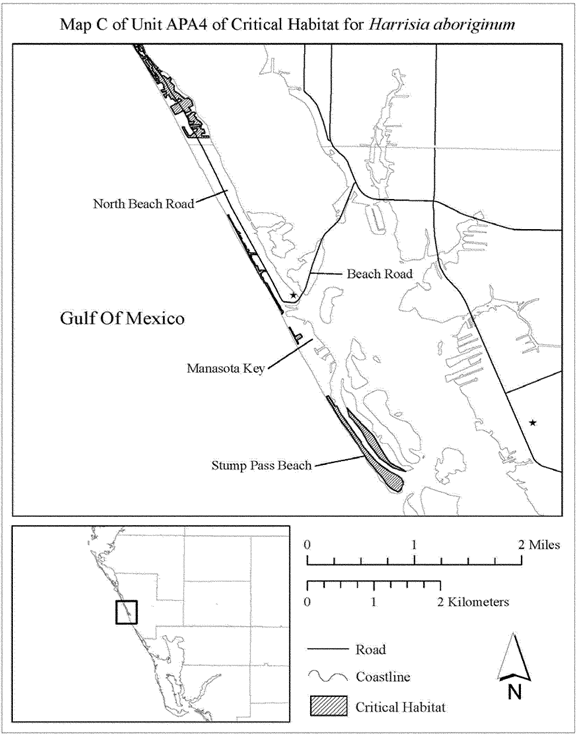 Map C of Unit APA4 of Critical Habitat for Harrisia aboriginum
North Beach Road
Beach Road
Gulf Of Mexico
Manasota Key
Stump Pass Beach
0 1 2 Miles
0 1 2 Kilometers
Road
Coastline
Critical Habitat
N